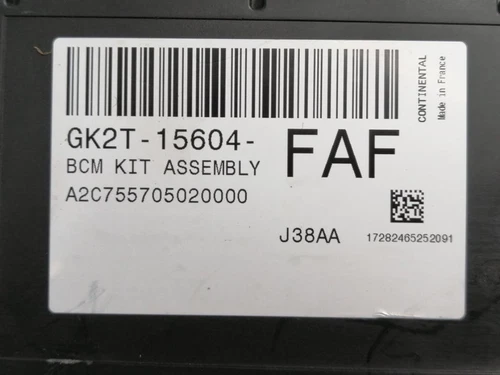 GK2T-15604-
FAF
BCM KIT ASSEMBLY
A2C755705020000
J38AA
17282465252091
CONTINENTAL
Made in France